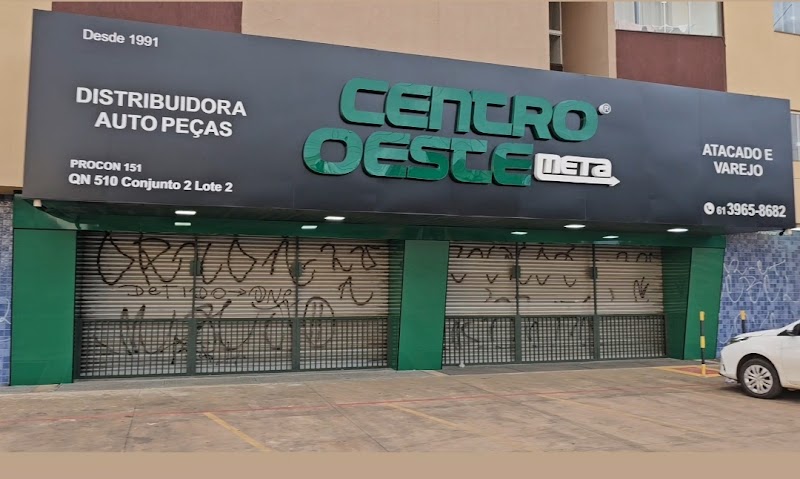 Desde 1991
DISTRIBUIDORA
AUTO PEÇAS
PROCON 151
QN 510 Conjunto 2 Lote 2
CENTRO®
OESTE META
ATACADO E
VAREJO
61 3965-8682